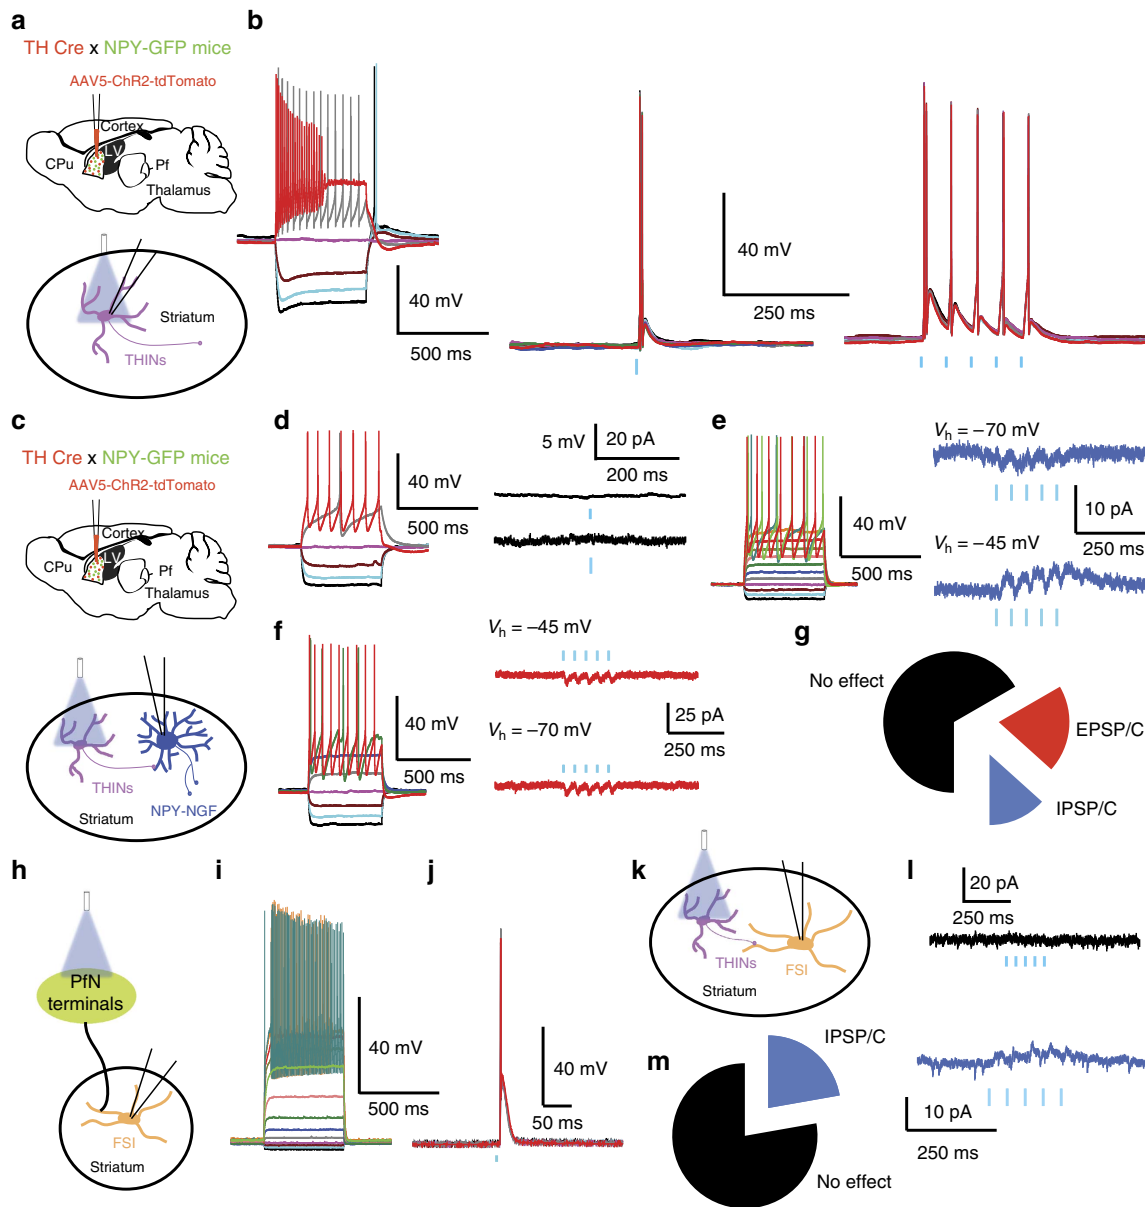 a
TH Cre x NPY-GFP mice
AAV5-ChR2-tdTomato
Cortex
CPu
LV
Pf
Thalamus
Striatum
THINs
b
40 mV
500 ms
40 mV
250 ms
c
TH Cre x NPY-GFP mice
AAV5-ChR2-tdTomato
Cortex
CPu
LV
Pf
Thalamus
THINs
NPY-NGF
Striatum
d
40 mV
500 ms
5 mV
20 pA
200 ms
e
40 mV
500 ms
Vh = −70 mV
10 pA
250 ms
Vh = −45 mV
f
40 mV
500 ms
Vh = −45 mV
Vh = −70 mV
25 pA
250 ms
g
No effect
EPSP/C
IPSP/C
h
PfN
terminals
FSI
Striatum
i
40 mV
500 ms
j
40 mV
50 ms
k
THINs
FSI
Striatum
l
20 pA
250 ms
10 pA
250 ms
m
IPSP/C
No effect